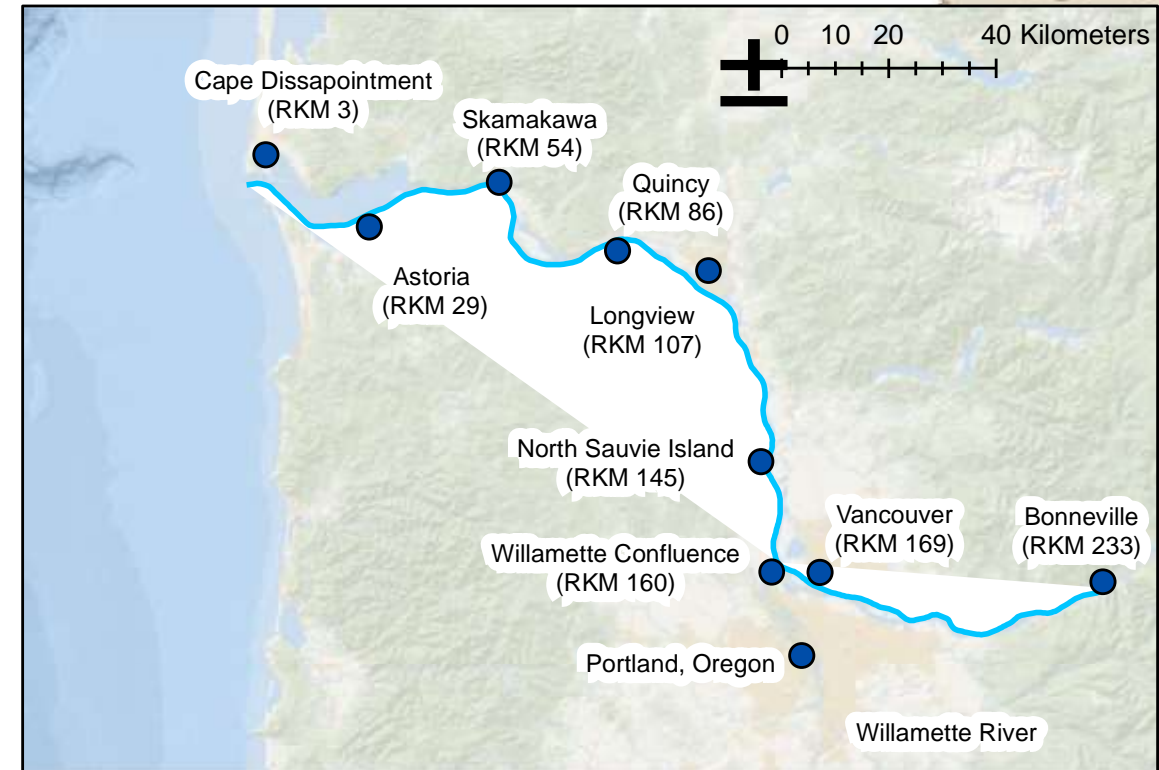 0 10 20 40 Kilometers
Cape Dissapointment
(RKM 3)
Skamakawa
(RKM 54)
Quincy
(RKM 86)
Astoria
(RKM 29)
Longview
(RKM 107)
North Sauvie Island
(RKM 145)
Vancouver
(RKM 169)
Bonneville
(RKM 233)
Willamette Confluence
(RKM 160)
Portland, Oregon
Willamette River